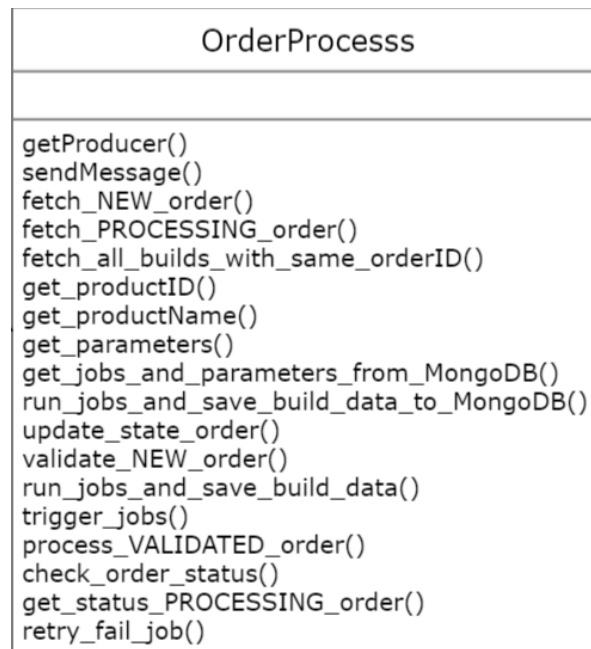 OrderProcesss
getProducer()
sendMessage()
fetch_NEW_order()
fetch_PROCESSING_order()
fetch_all_builds_with_same_orderID()
get_productID()
get_productName()
get_parameters()
get_jobs_and_parameters_from_MongoDB()
run_jobs_and_save_build_data_to_MongoDB()
update_state_order()
validate_NEW_order()
run_jobs_and_save_build_data()
trigger_jobs()
process_VALIDATED_order()
check_order_status()
get_status_PROCESSING_order()
retry_fail_job()